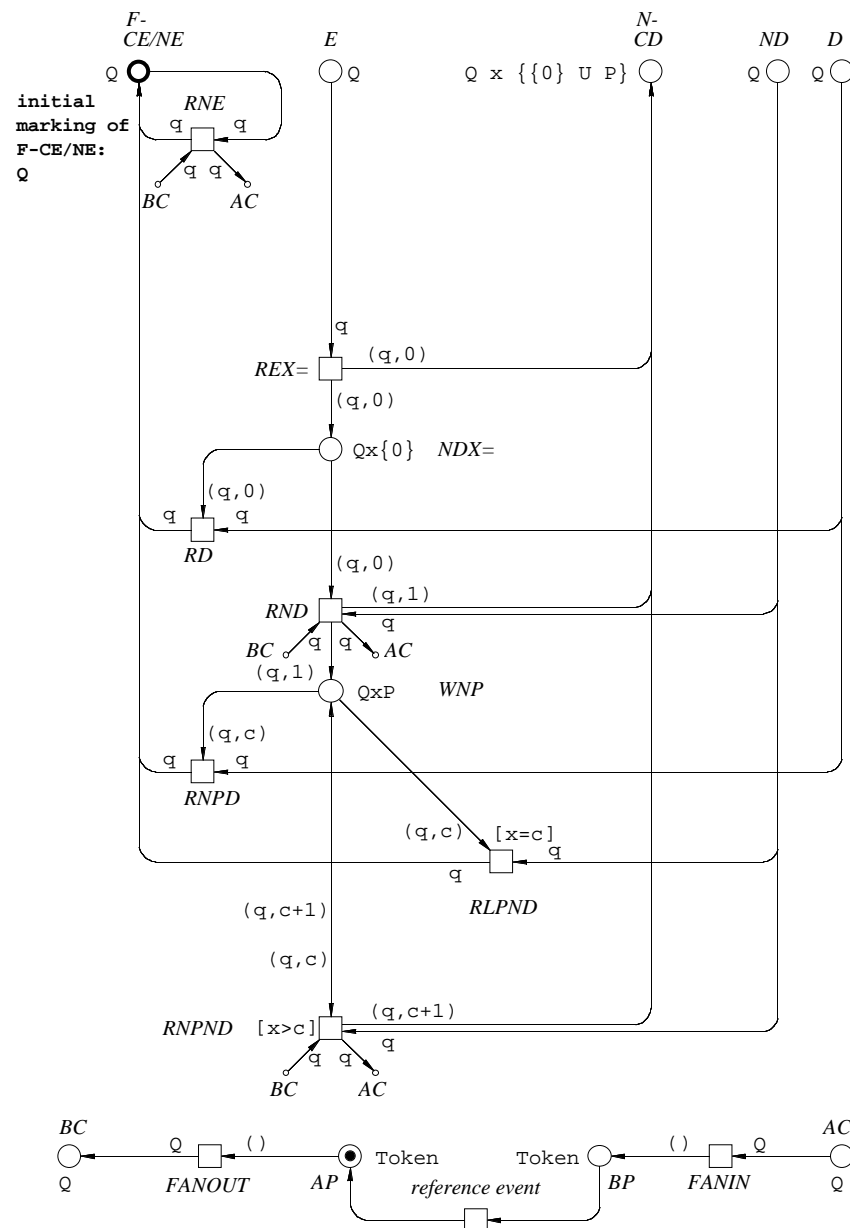 F-
CE/NE E N-
CD ND D
Q Q Q x {{0} U P} Q Q
initial
marking of
F-CE/NE:
Q
RNE
q q
q q
BC AC
q
REX= (q,0)
(q,0)
Qx{0} NDX=
(q,0)
q q
RD
(q,0)
RND (q,1)
q
BC q q AC
(q,1)
QxP WNP
(q,c)
q q
RNPD
(q,c) [x=c]
q q
RLPND
(q,c+1)
(q,c)
RNPND [x>c] (q,c+1)
q
q q
BC AC
BC AC
Q () Token Token () Q
Q FANOUT AP reference event BP FANIN Q